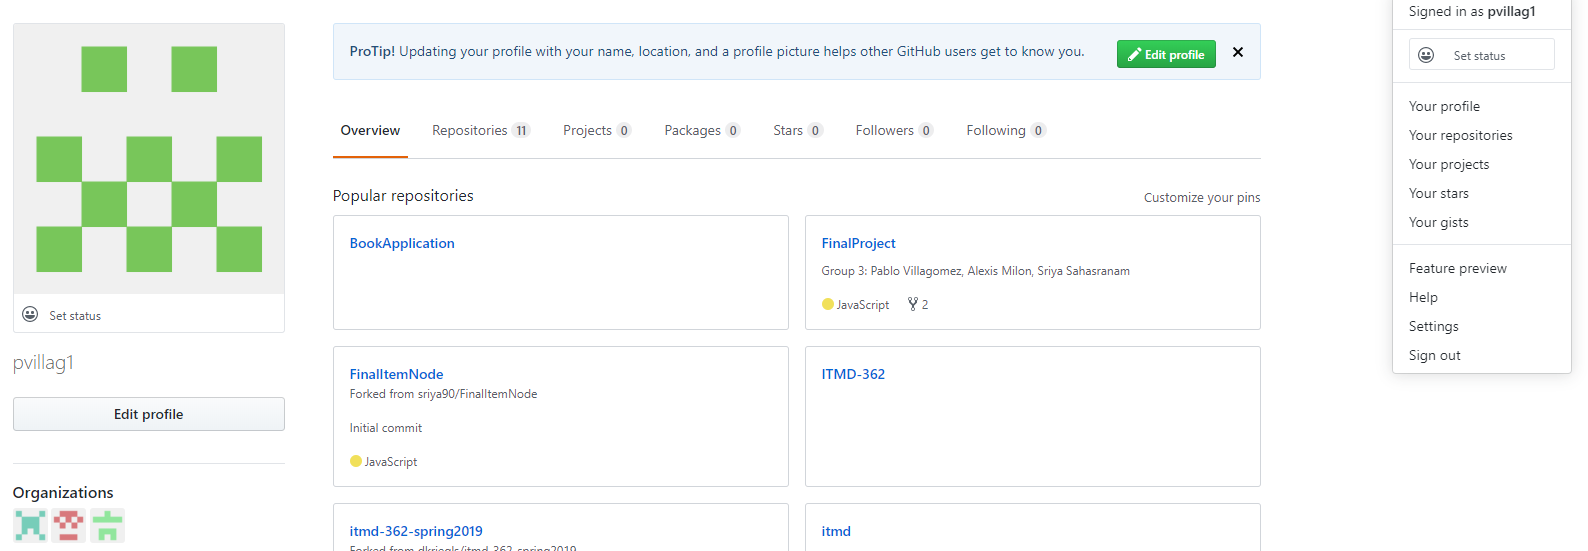 Signed in as pvillag1
Set status
Your profile
Your repositories
Your projects
Your stars
Your gists
Feature preview
Help
Settings
Sign out
ProTip! Updating your profile with your name, location, and a profile picture helps other GitHub users get to know you.
Edit profile
Set status
pvillag1
Edit profile
Organizations
Overview Repositories 11 Projects 0 Packages 0 Stars 0 Followers 0 Following 0
Popular repositories
Customize your pins
BookApplication
FinalProject
Group 3: Pablo Villagomez, Alexis Milon, Sriya Sahasranam
JavaScript 2
FinalItemNode
Forked from sriya90/FinalItemNode
Initial commit
JavaScript
ITMD-362
itmd-362-spring2019
Forked from dkriegls/itmd-362-spring2019
itmd